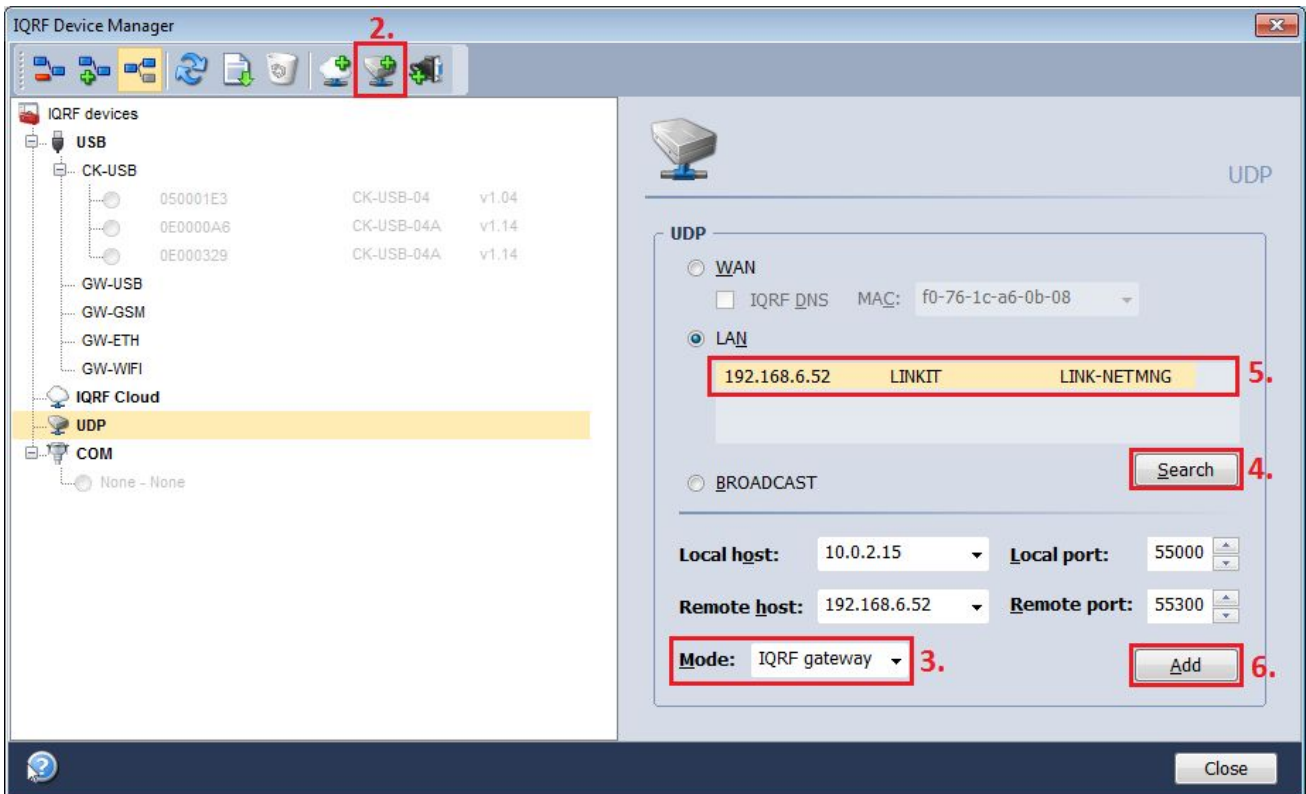 IQRF Device Manager
2.
IQRF devices
USB
CK-USB
050001E3 CK-USB-04 v1.04
0E0000A6 CK-USB-04A v1.14
0E000329 CK-USB-04A v1.14
GW-USB
GW-GSM
GW-ETH
GW-WIFI
IQRF Cloud
UDP
COM
None - None
UDP
UDP
WAN
IQRF DNS MAC: f0-76-1c-a6-0b-08
LAN
192.168.6.52 LINKIT LINK-NETMNG 5.
Search 4.
BROADCAST
Local host: 10.0.2.15 Local port: 55000
Remote host: 192.168.6.52 Remote port: 55300
Mode: IQRF gateway 3. Add 6.
Close